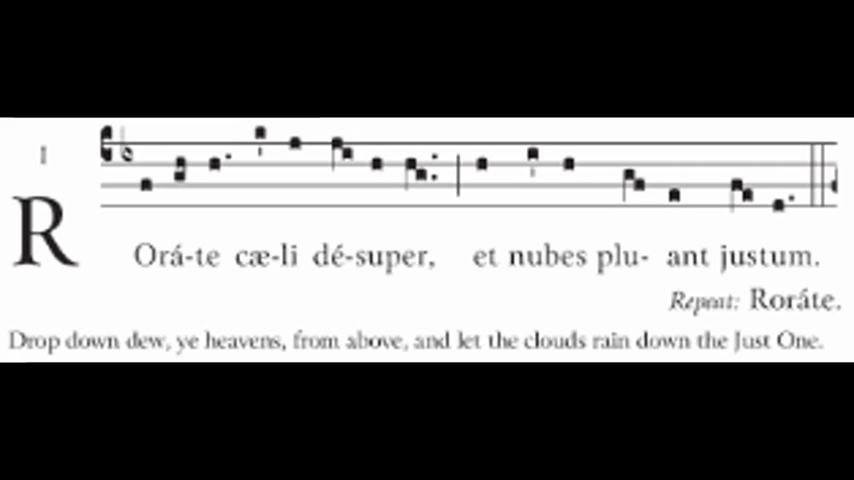 I
R
Orá-te cæ-li dé-super, et nubes plu- ant justum.
Repeat: Roráte.
Drop down dew, ye heavens, from above, and let the clouds rain down the Just One.